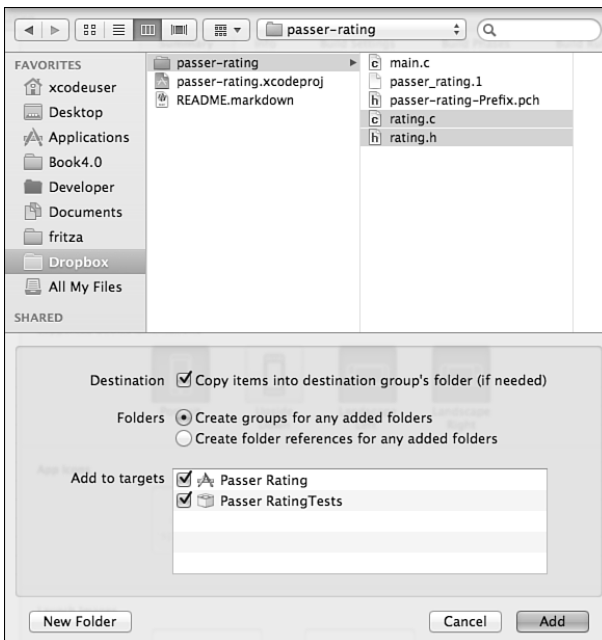 passer-rating
FAVORITES
xcodeuser
Desktop
Applications
Book4.0
Developer
Documents
fritza
Dropbox
All My Files
SHARED
passer-rating
passer-rating.xcodeproj
README.markdown
c main.c
passer_rating.1
h passer-rating-Prefix.pch
c rating.c
h rating.h
Destination Copy items into destination group's folder (if needed)
Folders Create groups for any added folders
Create folder references for any added folders
Add to targets Passer Rating
Passer RatingTests
New Folder Cancel Add